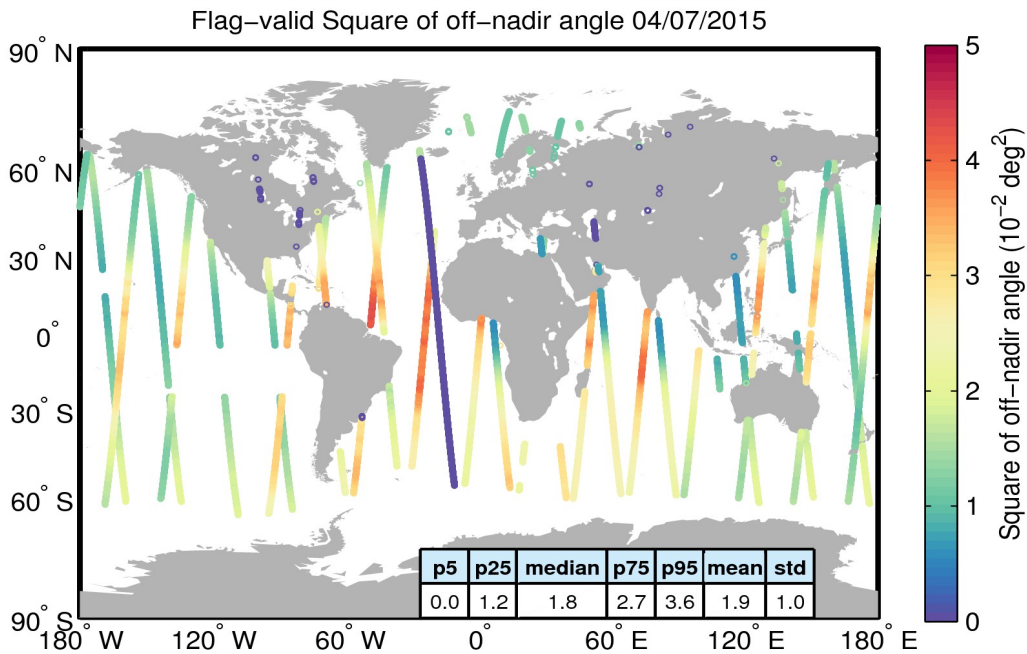 Flag−valid Square of off−nadir angle 04/07/2015
90° N
60° N
30° N
0°
30° S
60° S
90° S
180° W
120° W
60° W
0°
60° E
120° E
180° E
p5 p25 median p75 p95 mean std
0.0 1.2 1.8 2.7 3.6 1.9 1.0
5
4
3
2
1
0
Square of off−nadir angle (10⁻² deg²)